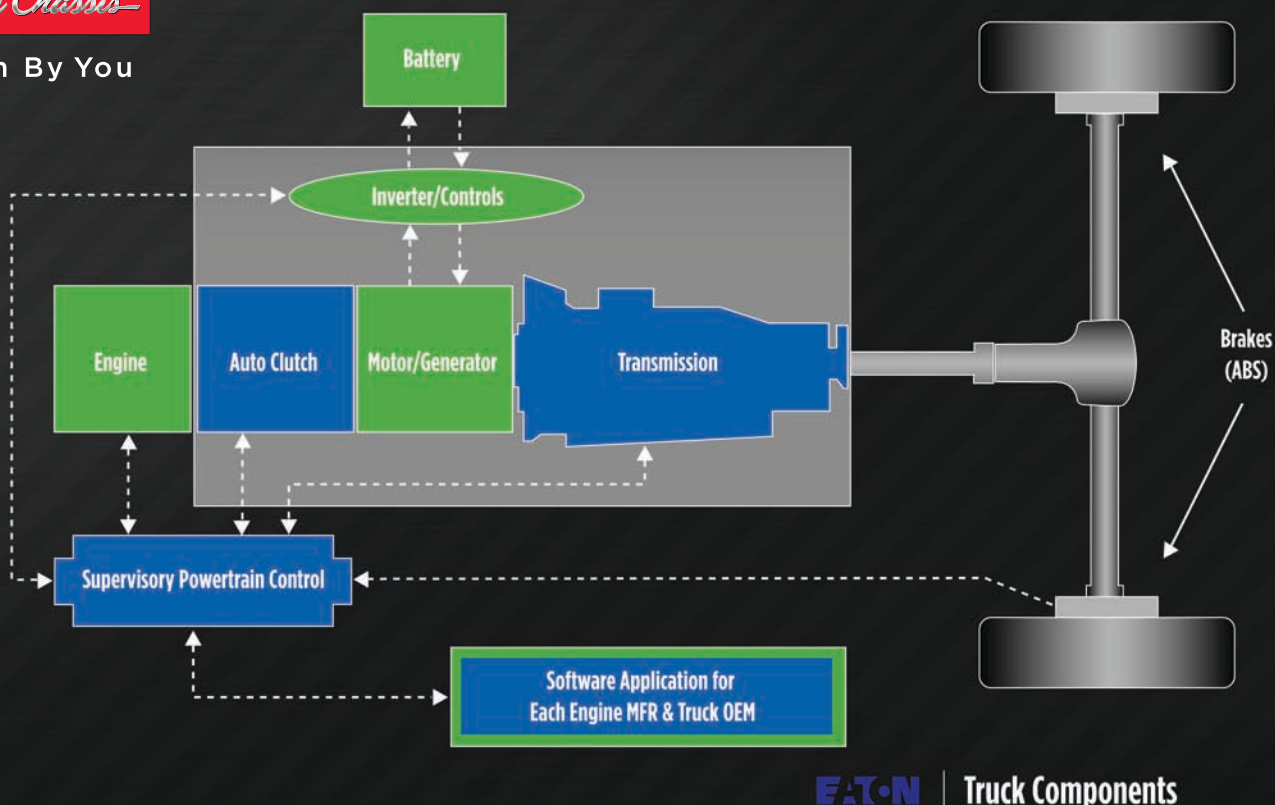 Chassis
By You
Battery
Inverter/Controls
Engine
Auto Clutch
Motor/Generator
Transmission
Brakes
(ABS)
Supervisory Powertrain Control
Software Application for
Each Engine MFR & Truck OEM
EATON
Truck Components